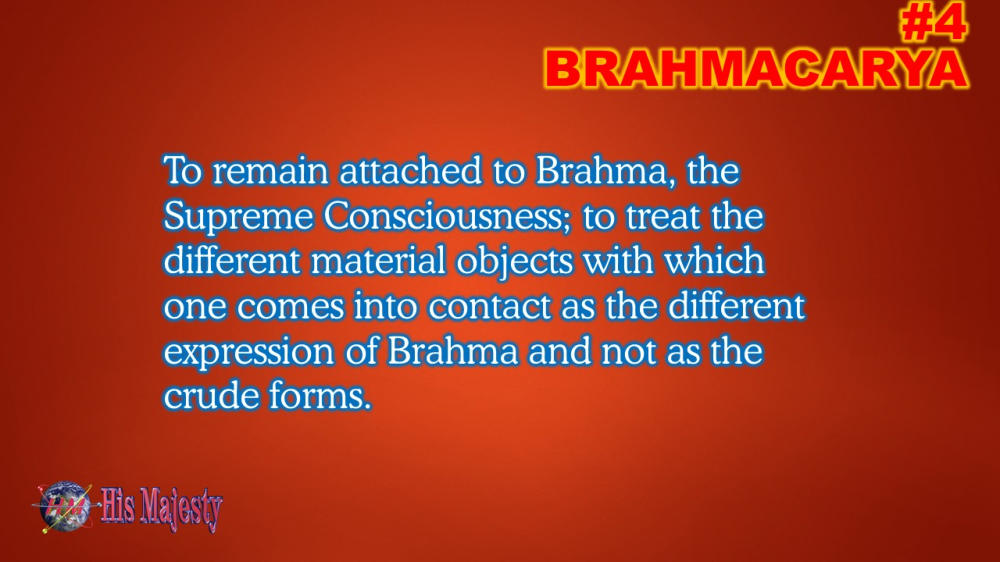 #4
BRAHMACARYA
To remain attached to Brahma, the
Supreme Consciousness; to treat the
different material objects with which
one comes into contact as the different
expression of Brahma and not as the
crude forms.
HM His Majesty